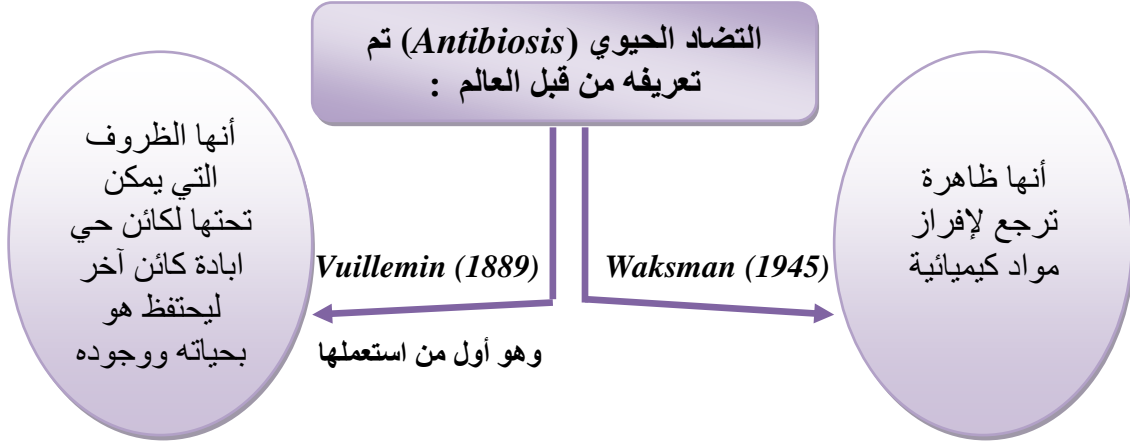 التضاد الحيوي (Antibiosis) تم
تعريفه من قبل العالم :
أنها ظاهرة
ترجع لإفراز
مواد كيميائية
Waksman (1945)
Vuillemin (1889)
وهو أول من استعملها
أنها الظروف
التي يمكن
تحتها لكائن حي
ابادة كائن آخر
ليحتفظ هو
بحياته ووجوده